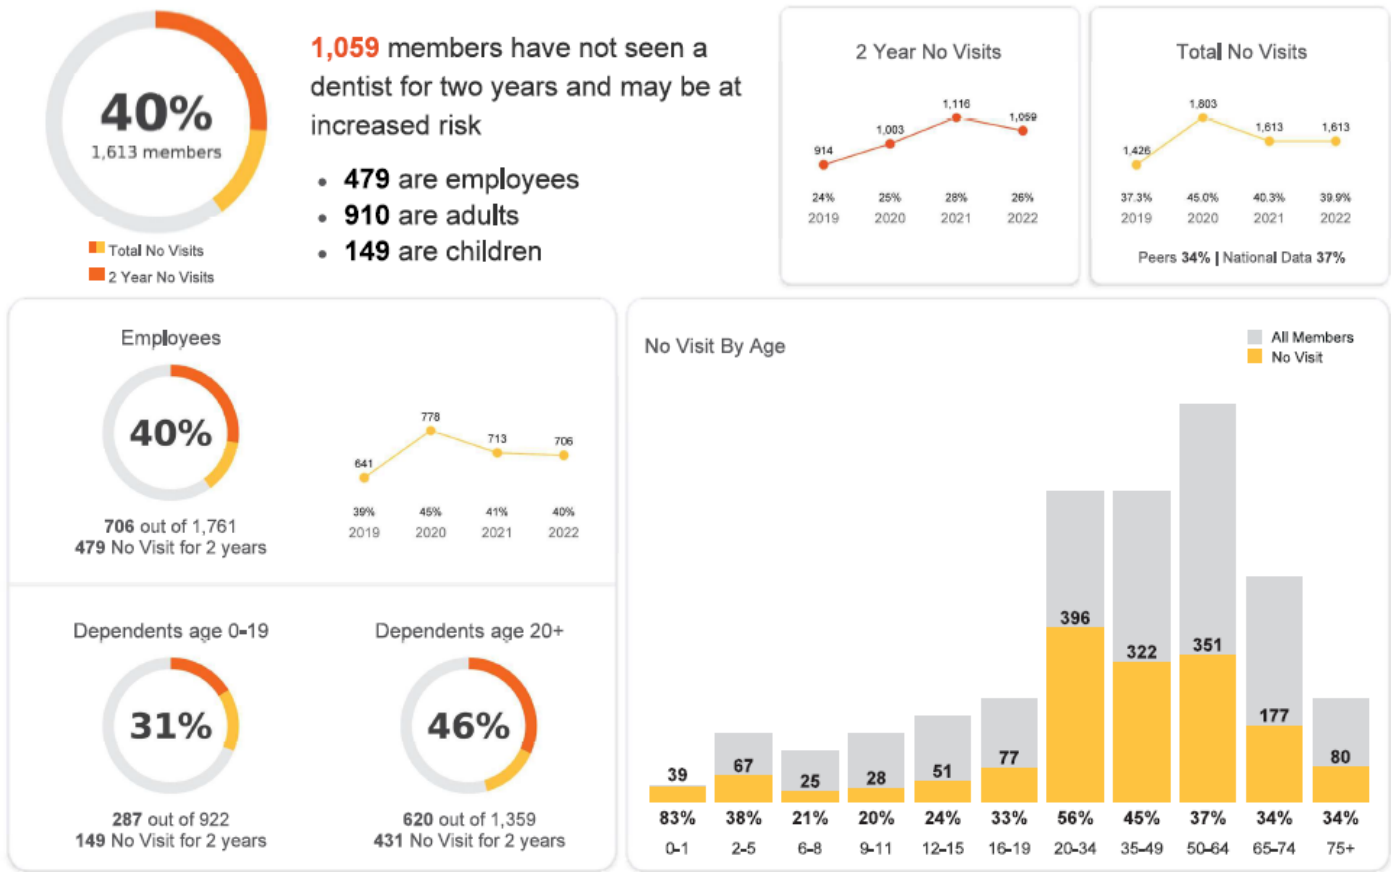 40%
1,613 members
Total No Visits
2 Year No Visits
1,059 members have not seen a
dentist for two years and may be at
increased risk
• 479 are employees
• 910 are adults
• 149 are children
2 Year No Visits
914
1,003
1,116
1,059
24% 25% 28% 26%
2019 2020 2021 2022
Total No Visits
1,426
1,803
1,613
1,613
37.3% 45.0% 40.3% 39.9%
2019 2020 2021 2022
Peers 34% | National Data 37%
Employees
40%
706 out of 1,761
479 No Visit for 2 years
641
778
713
706
39% 45% 41% 40%
2019 2020 2021 2022
Dependents age 0-19
31%
287 out of 922
149 No Visit for 2 years
Dependents age 20+
46%
620 out of 1,359
431 No Visit for 2 years
No Visit By Age
All Members
No Visit
39 67 25 28 51 77 396 322 351 177 80
83% 38% 21% 20% 24% 33% 56% 45% 37% 34% 34%
0-1 2-5 6-8 9-11 12-15 16-19 20-34 35-49 50-64 65-74 75+